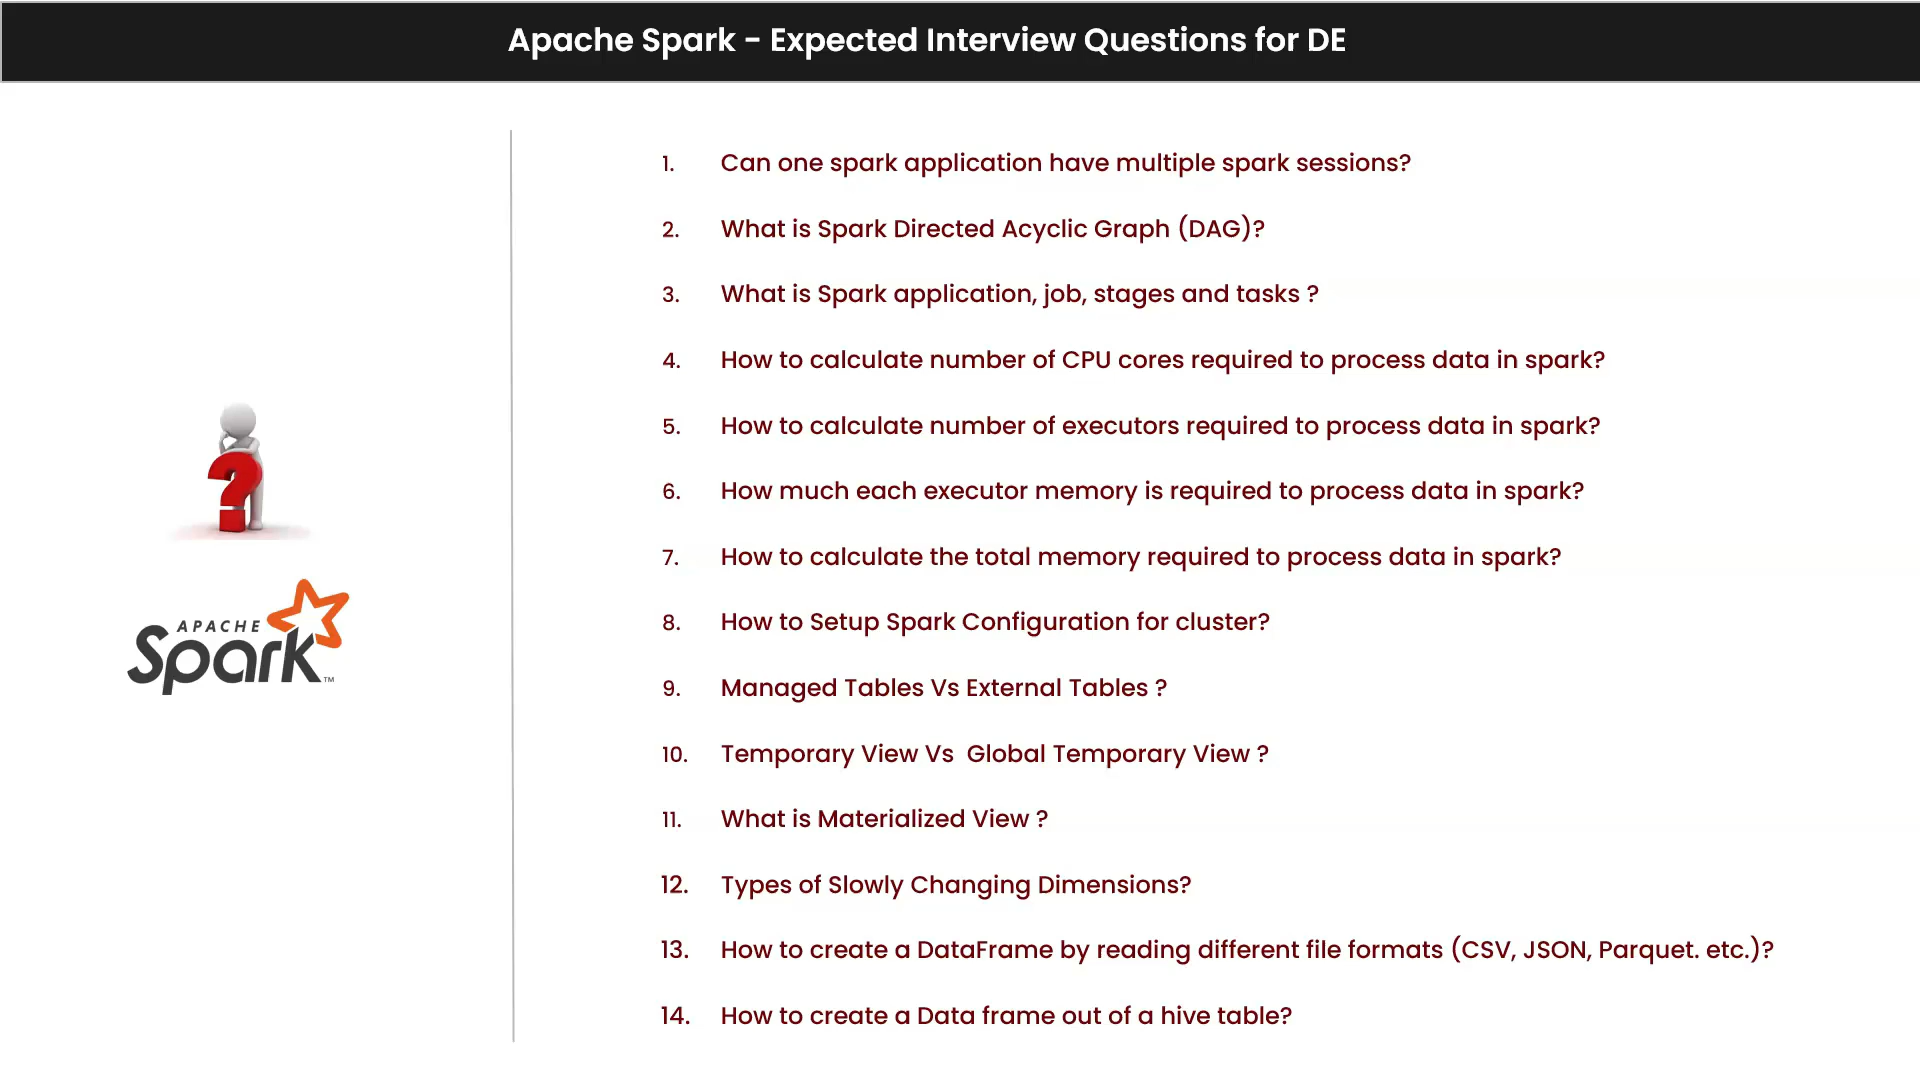 Apache Spark - Expected Interview Questions for DE
1. Can one spark application have multiple spark sessions?
2. What is Spark Directed Acyclic Graph (DAG)?
3. What is Spark application, job, stages and tasks ?
4. How to calculate number of CPU cores required to process data in spark?
5. How to calculate number of executors required to process data in spark?
6. How much each executor memory is required to process data in spark?
7. How to calculate the total memory required to process data in spark?
8. How to Setup Spark Configuration for cluster?
9. Managed Tables Vs External Tables ?
10. Temporary View Vs  Global Temporary View ?
11. What is Materialized View ?
12. Types of Slowly Changing Dimensions?
13. How to create a DataFrame by reading different file formats (CSV, JSON, Parquet. etc.)?
14. How to create a Data frame out of a hive table?
?
APACHE
Spark™